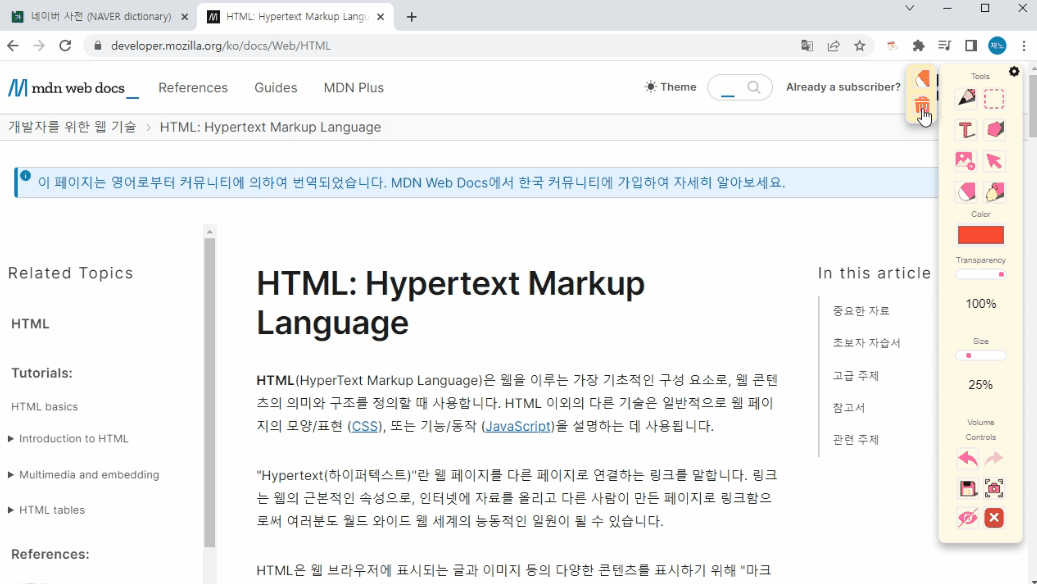 네이버 사전 (NAVER dictionary)
HTML: Hypertext Markup Langu
developer.mozilla.org/ko/docs/Web/HTML
제노
mdn web docs
References
Guides
MDN Plus
Theme
Already a subscriber?
개발자를 위한 웹 기술
HTML: Hypertext Markup Language
이 페이지는 영어로부터 커뮤니티에 의하여 번역되었습니다. MDN Web Docs에서 한국 커뮤니티에 가입하여 자세히 알아보세요.
Related Topics
HTML
Tutorials:
HTML basics
Introduction to HTML
Multimedia and embedding
HTML tables
References:
HTML: Hypertext Markup
Language
HTML(HyperText Markup Language)은 웹을 이루는 가장 기초적인 구성 요소로, 웹 콘텐
츠의 의미와 구조를 정의할 때 사용합니다. HTML 이외의 다른 기술은 일반적으로 웹 페이
지의 모양/표현 (CSS), 또는 기능/동작 (JavaScript)을 설명하는 데 사용됩니다.
"Hypertext(하이퍼텍스트)"란 웹 페이지를 다른 페이지로 연결하는 링크를 말합니다. 링크
는 웹의 근본적인 속성으로, 인터넷에 자료를 올리고 다른 사람이 만든 페이지로 링크함으
로써 여러분도 월드 와이드 웹 세계의 능동적인 일원이 될 수 있습니다.
HTML은 웹 브라우저에 표시되는 글과 이미지 등의 다양한 콘텐츠를 표시하기 위해 "마크
In this article
중요한 자료
초보자 자습서
고급 주제
참고서
관련 주제
Tools
Color
Transparency
100%
Size
25%
Volume
Controls